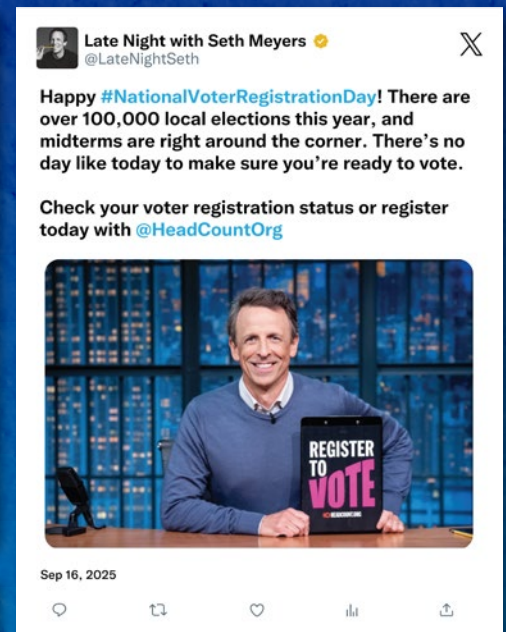 Late Night with Seth Meyers
@LateNightSeth
Happy #NationalVoterRegistrationDay! There are
over 100,000 local elections this year, and
midterms are right around the corner. There’s no
day like today to make sure you’re ready to vote.
Check your voter registration status or register
today with @HeadCountOrg
REGISTER
TO
VOTE
Sep 16, 2025